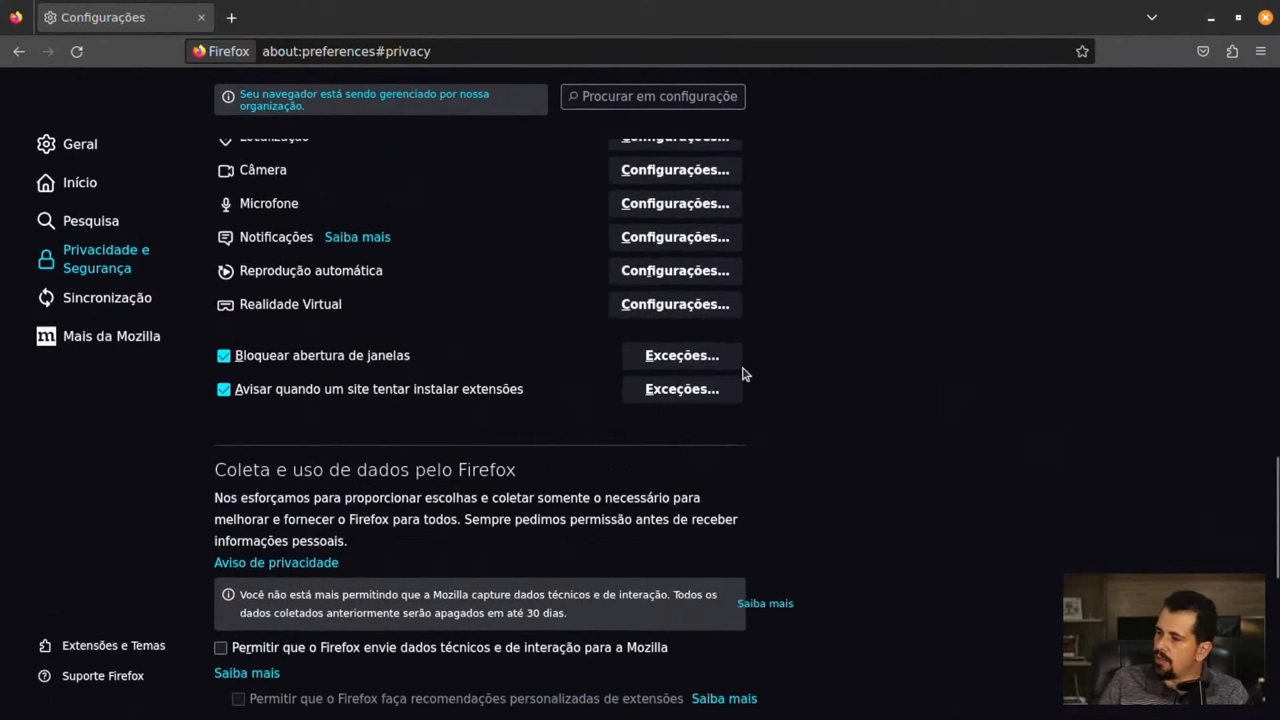 Configurações
Firefox about:preferences#privacy
Seu navegador está sendo gerenciado por nossa
organização.
Procurar em configuraçõe
Geral
Início
Pesquisa
Privacidade e
Segurança
Sincronização
Mais da Mozilla
Extensões e Temas
Suporte Firefox
Localização Configurações...
Câmera Configurações...
Microfone Configurações...
Notificações Saiba mais Configurações...
Reprodução automática Configurações...
Realidade Virtual Configurações...
Bloquear abertura de janelas Exceções...
Avisar quando um site tentar instalar extensões Exceções...
Coleta e uso de dados pelo Firefox
Nos esforçamos para proporcionar escolhas e coletar somente o necessário para
melhorar e fornecer o Firefox para todos. Sempre pedimos permissão antes de receber
informações pessoais.
Aviso de privacidade
Você não está mais permitindo que a Mozilla capture dados técnicos e de interação. Todos os
dados coletados anteriormente serão apagados em até 30 dias.
Saiba mais
Permitir que o Firefox envie dados técnicos e de interação para a Mozilla
Saiba mais
Permitir que o Firefox faça recomendações personalizadas de extensões Saiba mais